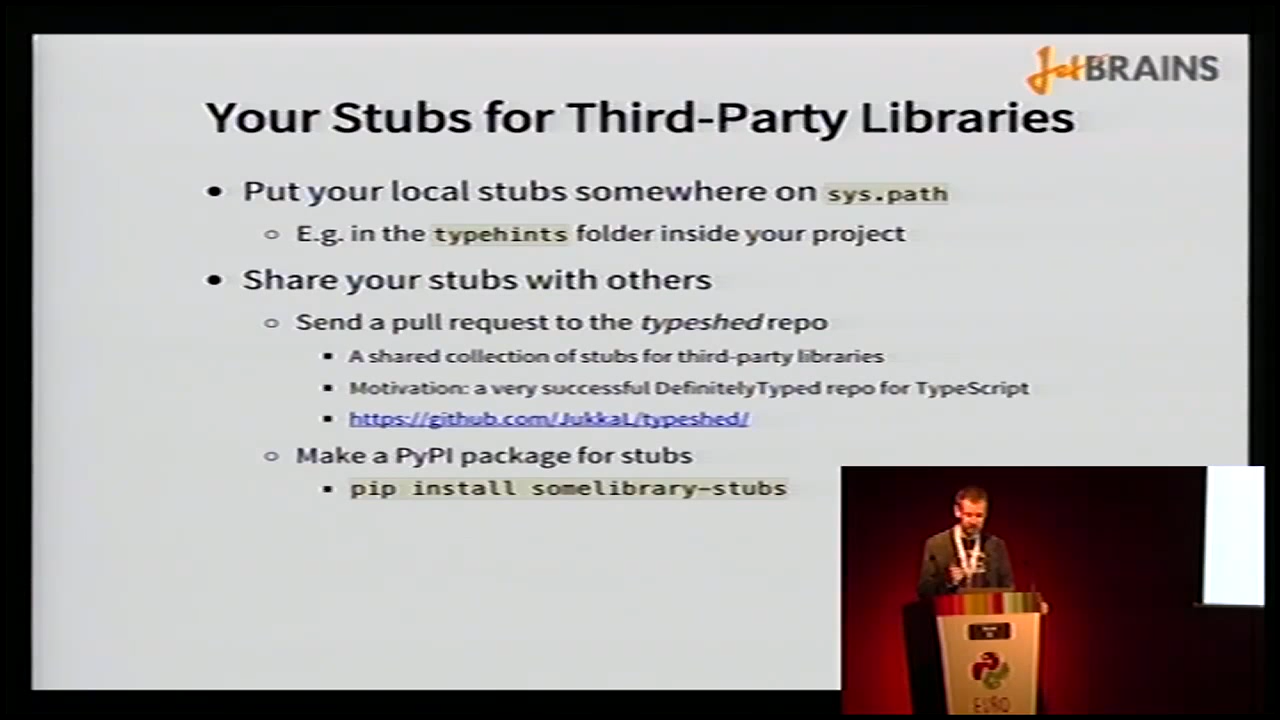 JetBRAINS
Your Stubs for Third-Party Libraries
Put your local stubs somewhere on sys.path
E.g. in the typehints folder inside your project
Share your stubs with others
Send a pull request to the typeshed repo
A shared collection of stubs for third-party libraries
Motivation: a very successful DefinitelyTyped repo for TypeScript
https://github.com/JukkaL/typeshed/
Make a PyPI package for stubs
pip install somelibrary-stubs
EURO